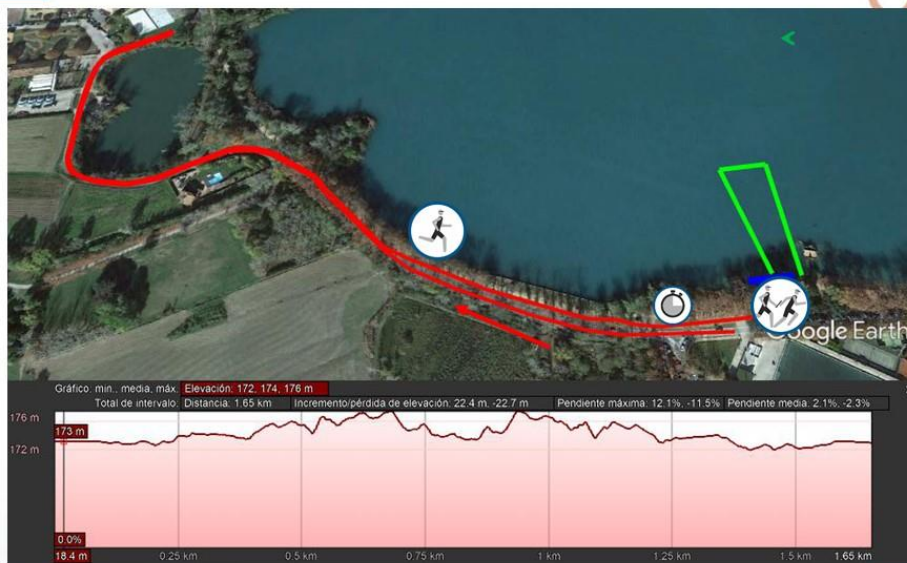 Google Earth
Gráfico: min., media, máx. Elevación: 172, 174, 176 m
Total de intervalo: Distancia: 1.65 km Incremento/pérdida de elevación: 22.4 m, -22.7 m Pendiente máxima: 12.1%, -11.5% Pendiente media: 2.1%, -2.3%
176 m
173 m
172 m
0.0%
18.4 m 0.25 km 0.5 km 0.75 km 1 km 1.25 km 1.5 km 1.65 km